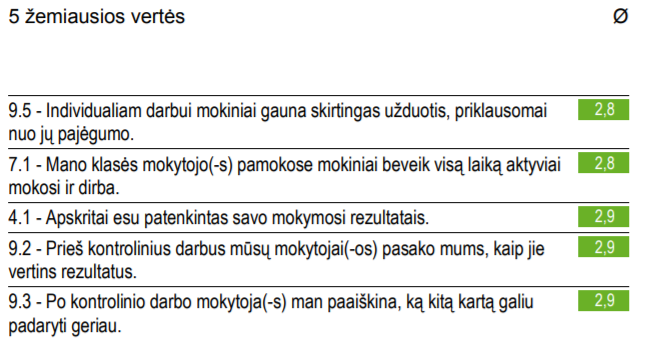 5 žemiausios vertės Ø
9.5 - Individualiam darbui mokiniai gauna skirtingas užduotis, priklausomai 2,8
nuo jų pajėgumo.
7.1 - Mano klasės mokytojo(-s) pamokose mokiniai beveik visą laiką aktyviai 2,8
mokosi ir dirba.
4.1 - Apskritai esu patenkintas savo mokymosi rezultatais. 2,9
9.2 - Prieš kontrolinius darbus mūsų mokytojai(-os) pasako mums, kaip jie 2,9
vertins rezultatus.
9.3 - Po kontrolinio darbo mokytoja(-s) man paaiškina, ką kitą kartą galiu 2,9
padaryti geriau.